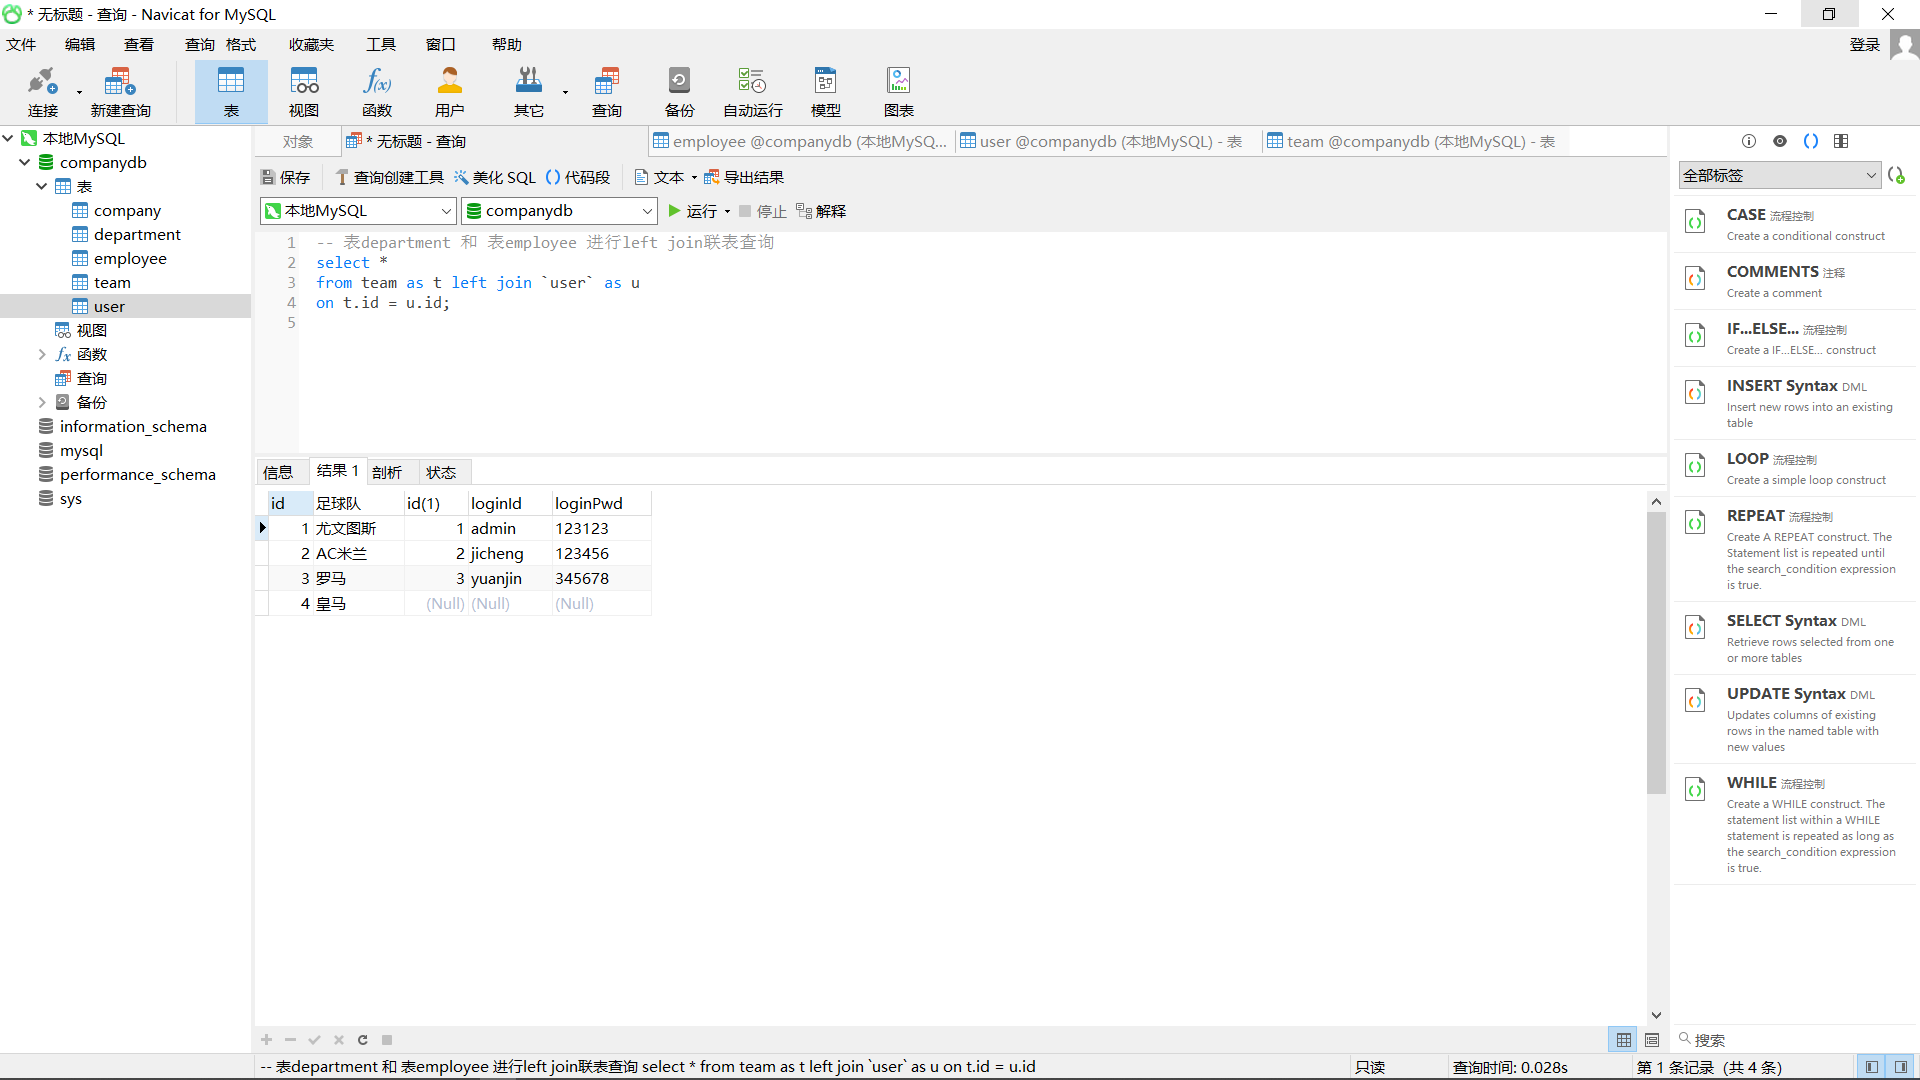 * 无标题 - 查询 - Navicat for MySQL
文件 编辑 查看 查询 格式 收藏夹 工具 窗口 帮助 登录
连接 新建查询 表 视图 函数 用户 其它 查询 备份 自动运行 模型 图表
本地MySQL
companydb
表
company
department
employee
team
user
视图
函数
查询
备份
information_schema
mysql
performance_schema
sys
对象 * 无标题 - 查询 employee @companydb (本地MySQ... user @companydb (本地MySQL) - 表 team @companydb (本地MySQL) - 表
保存 查询创建工具 美化 SQL 代码段 文本 导出结果
本地MySQL companydb 运行 停止 解释
1 -- 表department 和 表employee 进行left join联表查询
2 select *
3 from team as t left join `user` as u
4 on t.id = u.id;
5
信息 结果 1 剖析 状态
id 足球队 id(1) loginId loginPwd
1 尤文图斯 1 admin 123123
2 AC米兰 2 jicheng 123456
3 罗马 3 yuanjin 345678
4 皇马 (Null) (Null) (Null)
全部标签
CASE 流程控制
Create a conditional construct
COMMENTS 注释
Create a comment
IF...ELSE... 流程控制
Create a IF...ELSE... construct
INSERT Syntax DML
Insert new rows into an existing
table
LOOP 流程控制
Create a simple loop construct
REPEAT 流程控制
Create A REPEAT construct. The
Statement list is repeated until
the search_condition expression
is true.
SELECT Syntax DML
Retrieve rows selected from one
or more tables
UPDATE Syntax DML
Updates columns of existing
rows in the named table with
new values
WHILE 流程控制
Create a WHILE construct. The
statement list within a WHILE
statement is repeated as long as
the search_condition expression
is true.
搜索
-- 表department 和 表employee 进行left join联表查询 select * from team as t left join `user` as u on t.id = u.id 只读 查询时间: 0.028s 第 1 条记录 (共 4 条)